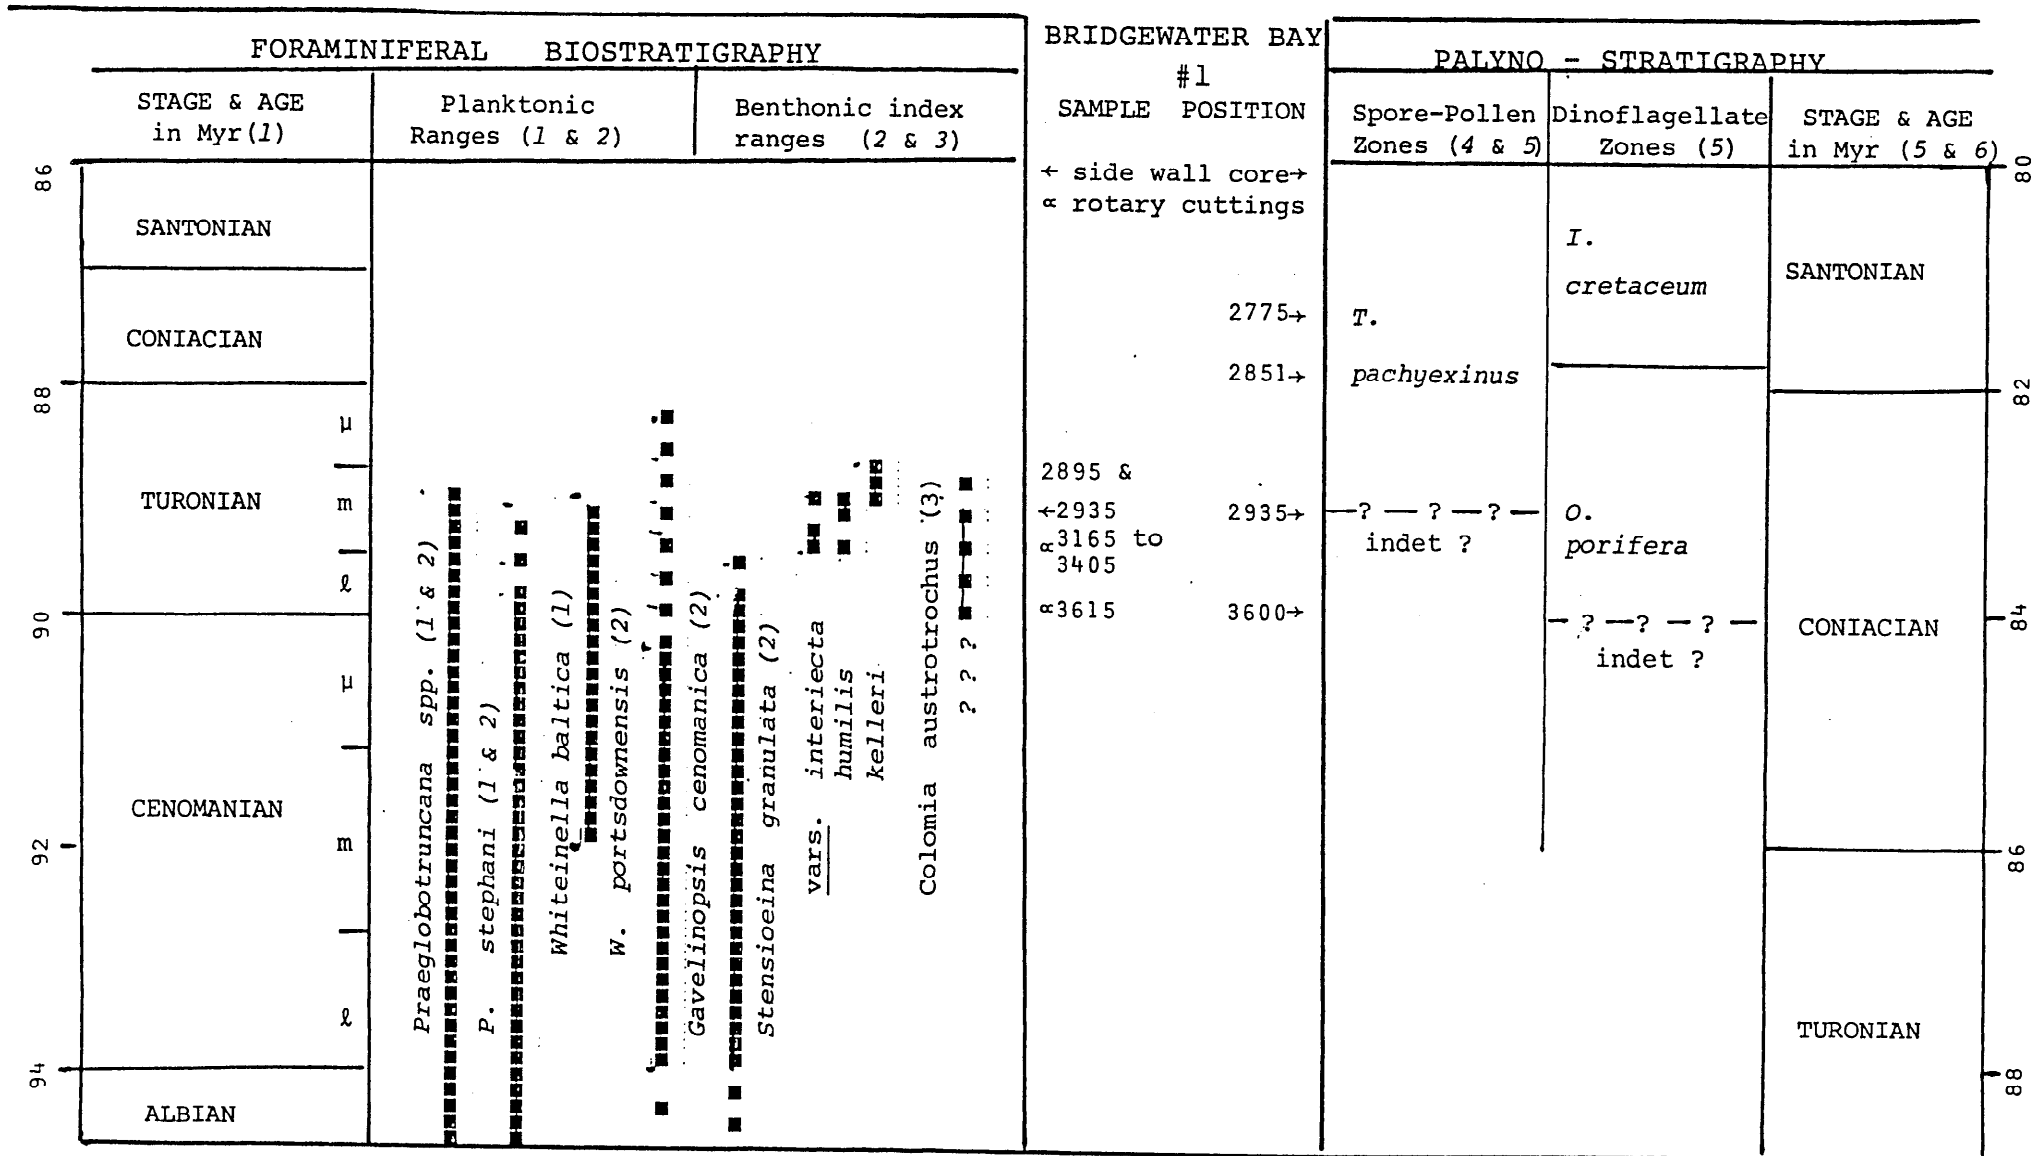 FORAMINIFERAL BIOSTRATIGRAPHY
BRIDGEWATER BAY
#1
SAMPLE POSITION
PALYNO - STRATIGRAPHY
STAGE & AGE
in Myr (1)
Planktonic
Ranges (1 & 2)
Benthonic index
ranges (2 & 3)
Spore-Pollen
Zones (4 & 5)
Dinoflagellate
Zones (5)
STAGE & AGE
in Myr (5 & 6)
← side wall core→
∝ rotary cuttings
86
SANTONIAN
CONIACIAN
88
μ
TURONIAN
m
ℓ
90
μ
CENOMANIAN
92
m
ℓ
94
ALBIAN
Praeglobotruncana spp. (1 & 2)
P. stephani (1 & 2)
Whiteinella baltica (1)
W. portsdownensis (2)
Gavelinopsis cenomanica (2)
Stensioeina granulata (2)
vars. interiecta
humilis
kelleri
Colomia austrotrochus (3)
? ? ?
2775→
2851→
2895 &
←2935
2935→
∝3165 to
3405
∝3615
3600→
T.
pachyexinus
—? — ? —? —
indet ?
I.
cretaceum
O.
porifera
— ? —? — ? —
indet ?
80
SANTONIAN
82
CONIACIAN
84
86
TURONIAN
88